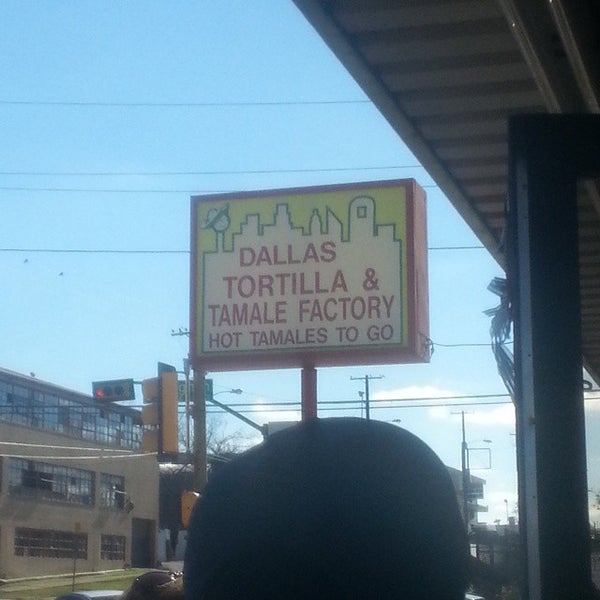 DALLAS
TORTILLA &
TAMALE FACTORY
HOT TAMALES TO GO